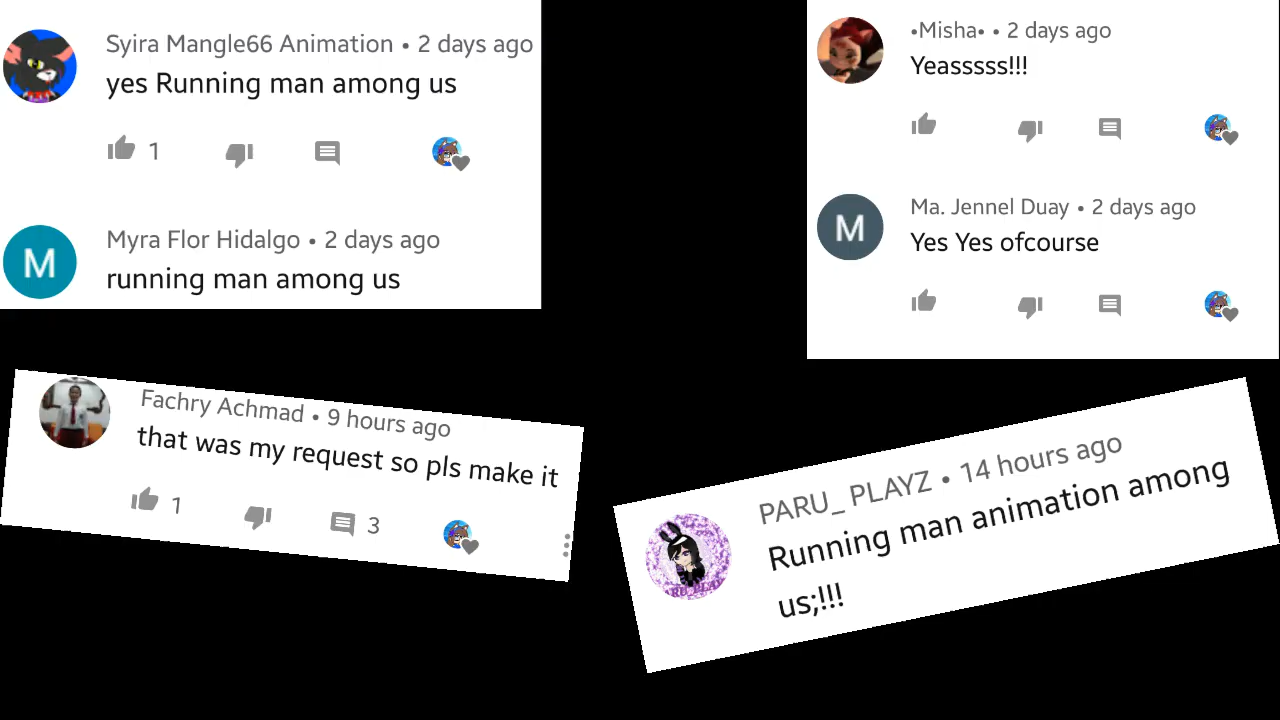 Syira Mangle66 Animation • 2 days ago
yes Running man among us
1
M
Myra Flor Hidalgo • 2 days ago
running man among us
•Misha• • 2 days ago
Yeasssss!!!
M
Ma. Jennel Duay • 2 days ago
Yes Yes ofcourse
Fachry Achmad • 9 hours ago
that was my request so pls make it
1
3
PARU_ PLAYZ • 14 hours ago
Running man animation among
us;!!!